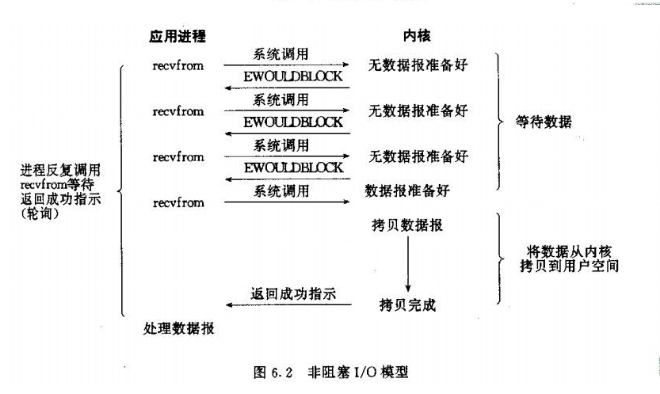 应用进程 内核
recvfrom 系统调用 无数据报准备好
EWOULDBLOCK
recvfrom 系统调用 无数据报准备好
EWOULDBLOCK
等待数据
recvfrom 系统调用 无数据报准备好
EWOULDBLOCK
recvfrom 系统调用 数据报准备好
进程反复调用
recvfrom等待
返回成功指示
(轮询)
拷贝数据报
将数据从内核
拷贝到用户空间
返回成功指示 拷贝完成
处理数据报
图 6.2 非阻塞 I/O 模型